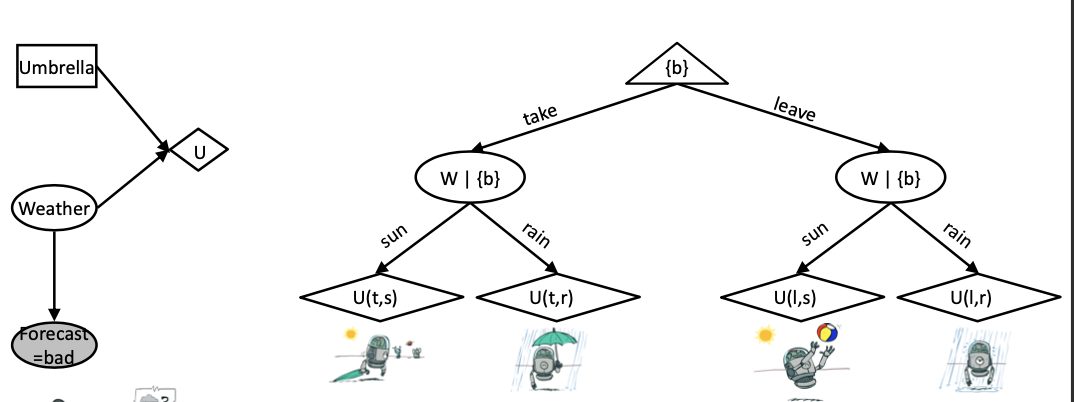 Umbrella
U
Weather
Forecast
=bad
{b}
take
leave
W | {b}
W | {b}
sun
rain
sun
rain
U(t,s)
U(t,r)
U(l,s)
U(l,r)
?